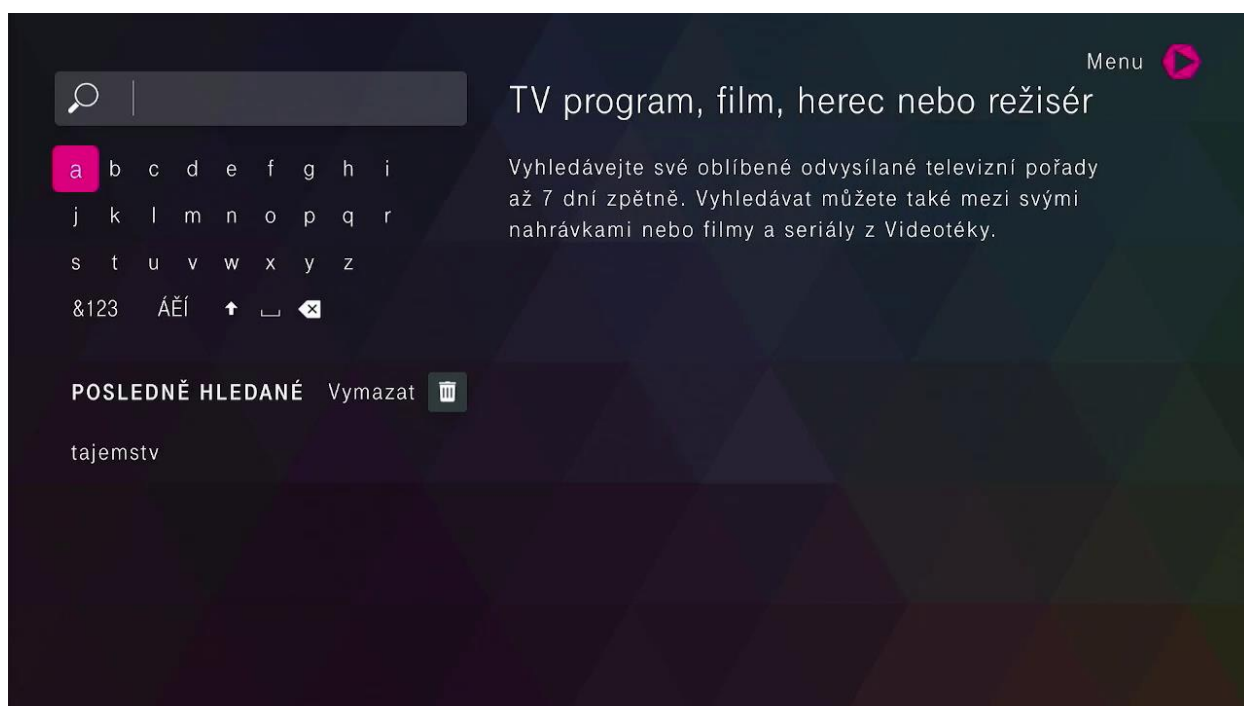 Menu
TV program, film, herec nebo režisér
a b c d e f g h i
j k l m n o p q r
s t u v w x y z
&123 ÁĚÍ
Vyhledávejte své oblíbené odvysílané televizní pořady
až 7 dní zpětně. Vyhledávat můžete také mezi svými
nahrávkami nebo filmy a seriály z Videotéky.
POSLEDNĚ HLEDANÉ Vymazat
tajemstv